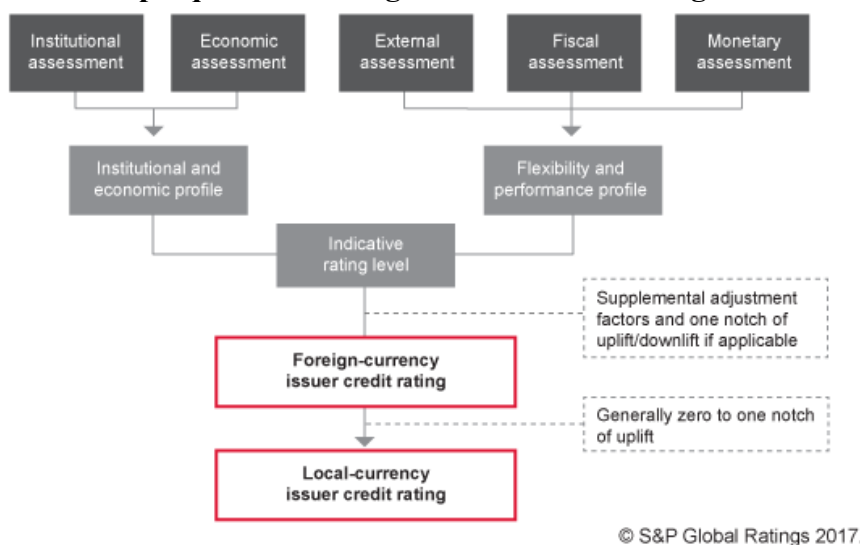 Institutional
assessment
Economic
assessment
External
assessment
Fiscal
assessment
Monetary
assessment
Institutional and
economic profile
Flexibility and
performance profile
Indicative
rating level
Supplemental adjustment
factors and one notch of
uplift/downlift if applicable
Foreign-currency
issuer credit rating
Generally zero to one notch
of uplift
Local-currency
issuer credit rating
© S&P Global Ratings 2017.